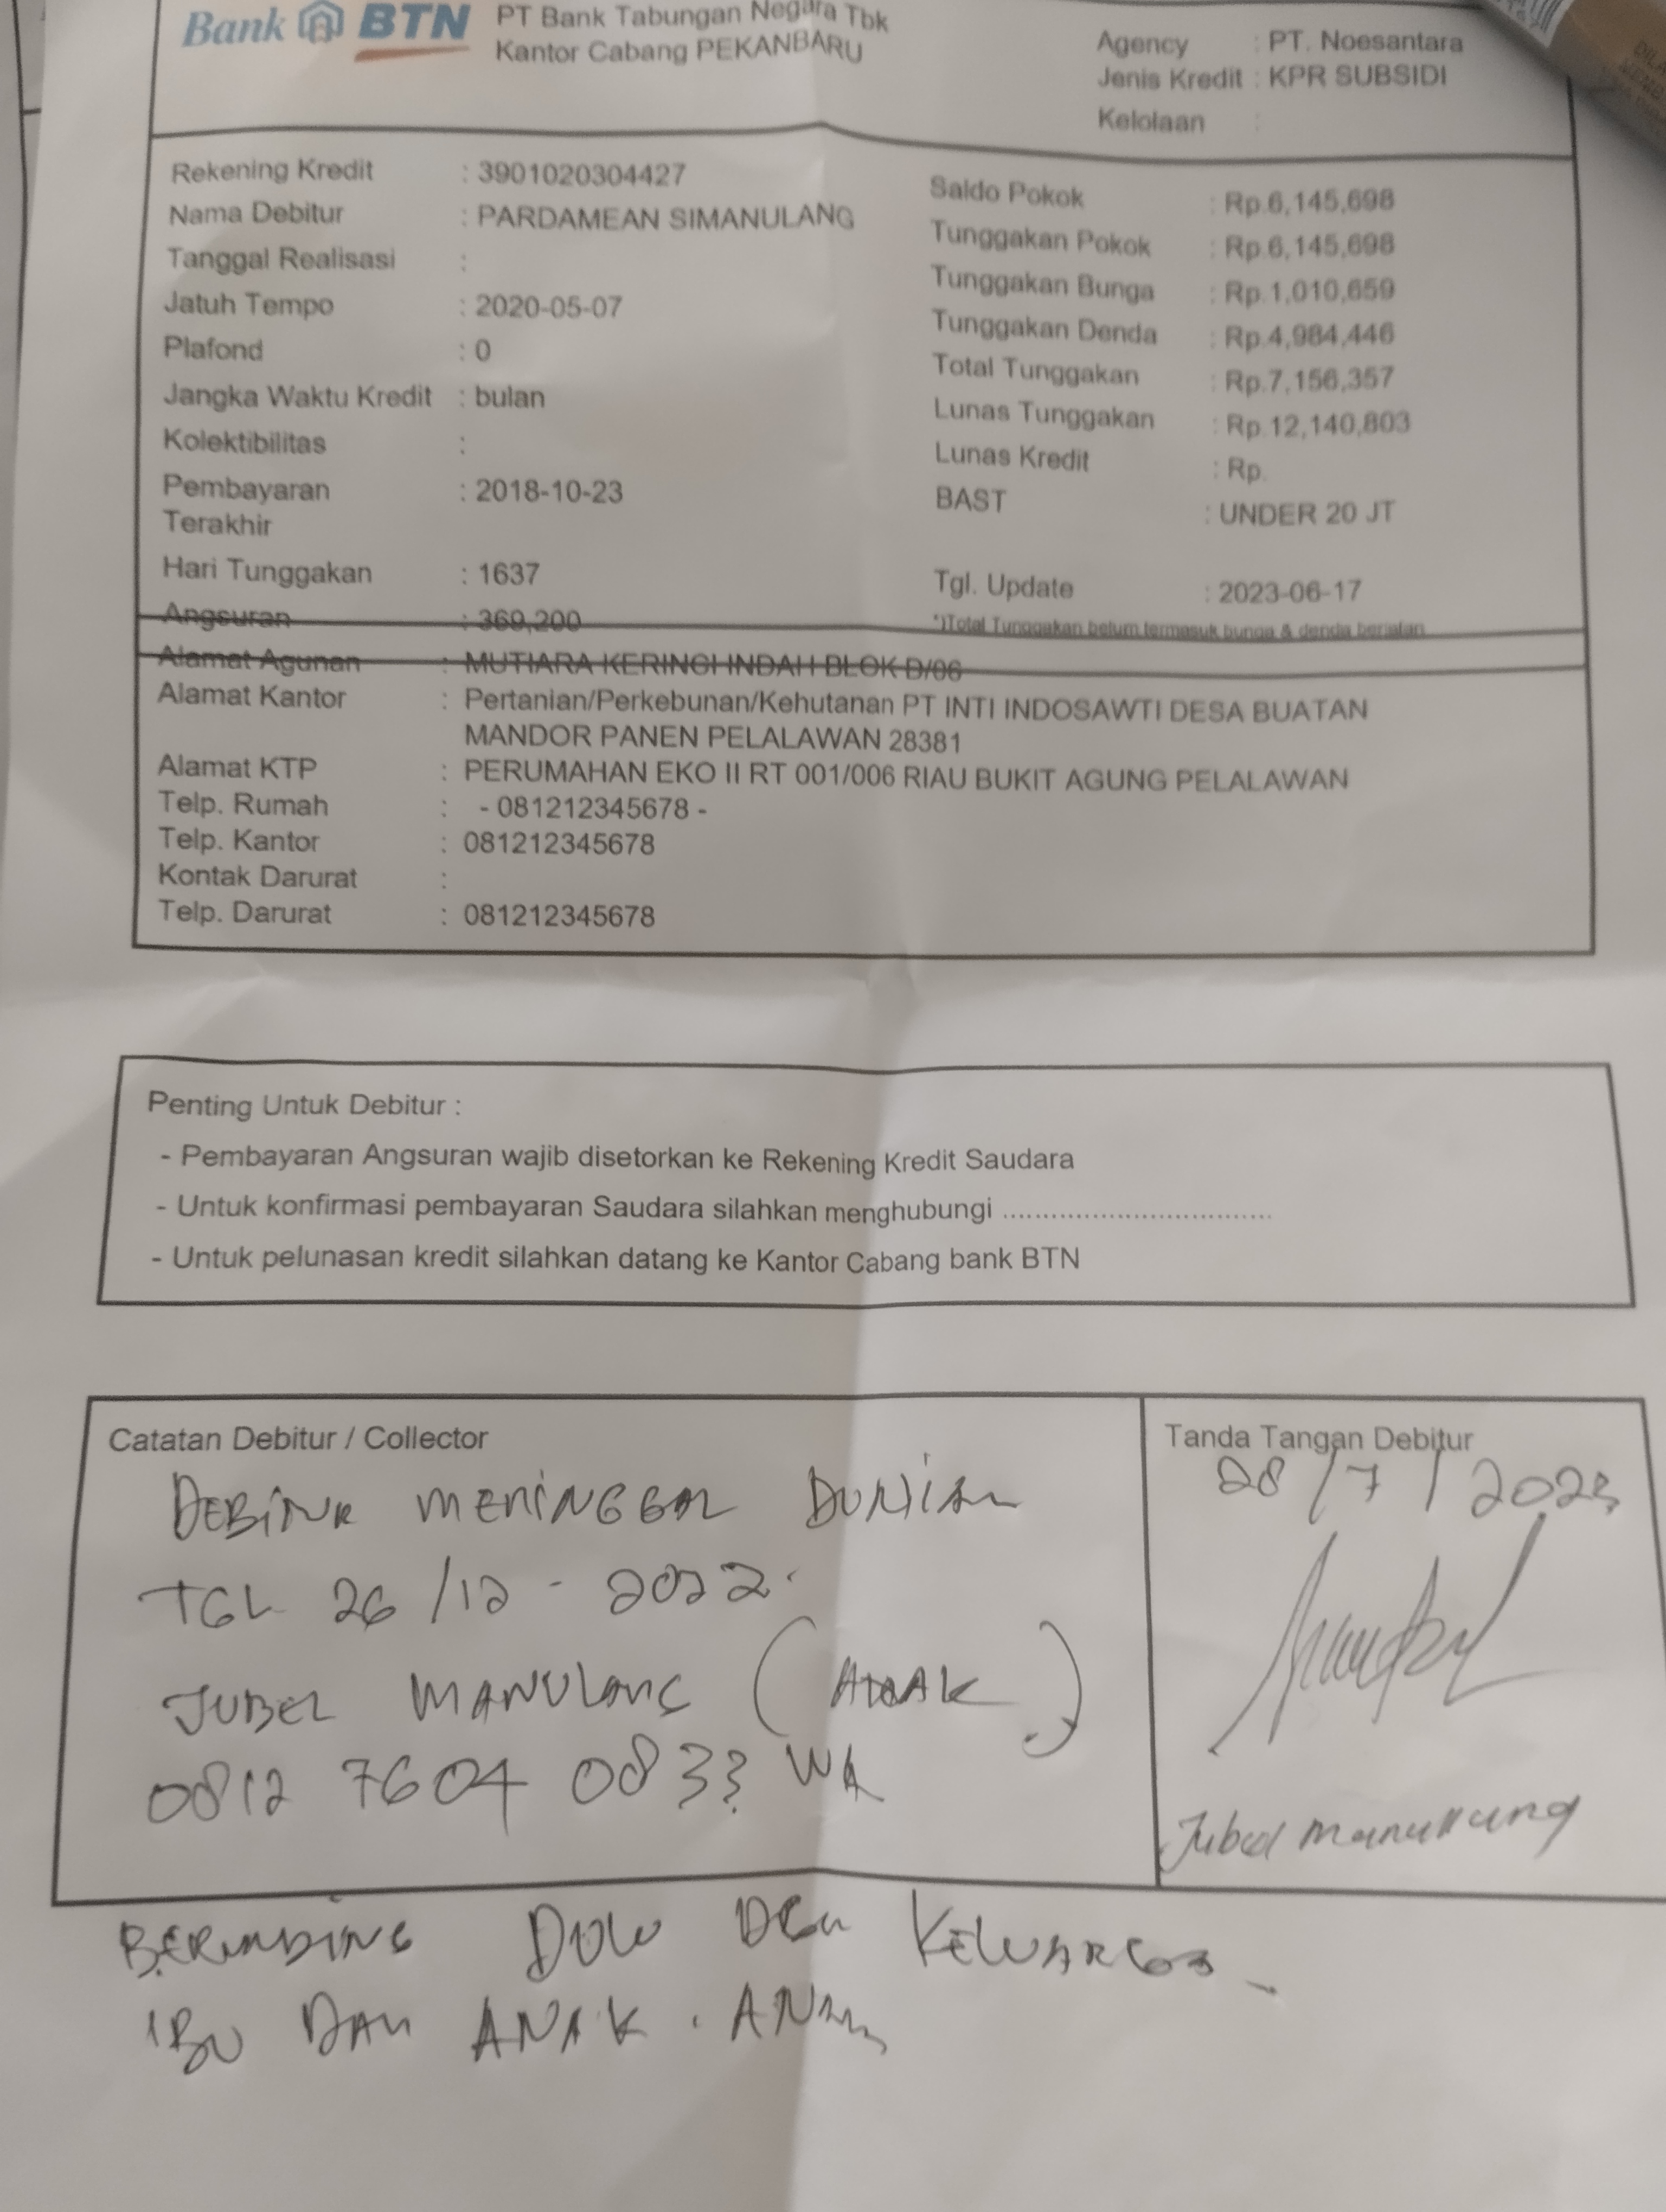 Bank BTN
PT Bank Tabungan Negara Tbk
Kantor Cabang PEKANBARU
Agency : PT. Noesantara
Jenis Kredit : KPR SUBSIDI
Kelolaan :
Rekening Kredit : 3901020304427
Nama Debitur : PARDAMEAN SIMANULANG
Tanggal Realisasi :
Jatuh Tempo : 2020-05-07
Plafond : 0
Jangka Waktu Kredit : bulan
Kolektibilitas :
Pembayaran Terakhir : 2018-10-23
Hari Tunggakan : 1637
Angsuran : 369,200
Saldo Pokok : Rp.6,145,698
Tunggakan Pokok : Rp.6,145,698
Tunggakan Bunga : Rp.1,010,659
Tunggakan Denda : Rp.4,984,446
Total Tunggakan : Rp.7,156,357
Lunas Tunggakan : Rp.12,140,803
Lunas Kredit : Rp.
BAST : UNDER 20 JT
Tgl. Update : 2023-06-17
*)Total Tunggakan belum termasuk bunga & denda berjalan
Alamat Agunan : MUTIARA KERINCI INDAH BLOK D/06
Alamat Kantor : Pertanian/Perkebunan/Kehutanan PT INTI INDOSAWTI DESA BUATAN
MANDOR PANEN PELALAWAN 28381
Alamat KTP : PERUMAHAN EKO II RT 001/006 RIAU BUKIT AGUNG PELALAWAN
Telp. Rumah : - 081212345678 -
Telp. Kantor : 081212345678
Kontak Darurat :
Telp. Darurat : 081212345678
Penting Untuk Debitur :
- Pembayaran Angsuran wajib disetorkan ke Rekening Kredit Saudara
- Untuk konfirmasi pembayaran Saudara silahkan menghubungi ..................................
- Untuk pelunasan kredit silahkan datang ke Kantor Cabang bank BTN
Catatan Debitur / Collector
DEBITUR MENINGGAL DUNIA
TGL 26/12 - 2022.
JUBEL MANULANG (ANAK)
0812 7604 0833 WA
Tanda Tangan Debitur
28/7/2023
Jubel manullang
BERUNDING DULU DGN KELUARGA
IBU DAN ANAK. ANAK